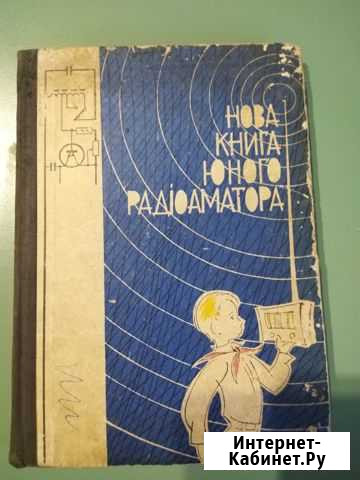 НОВА
КНИГА
ЮНОГО
РАДІОАМАТОРА
Интернет-
Кабинет.Ру